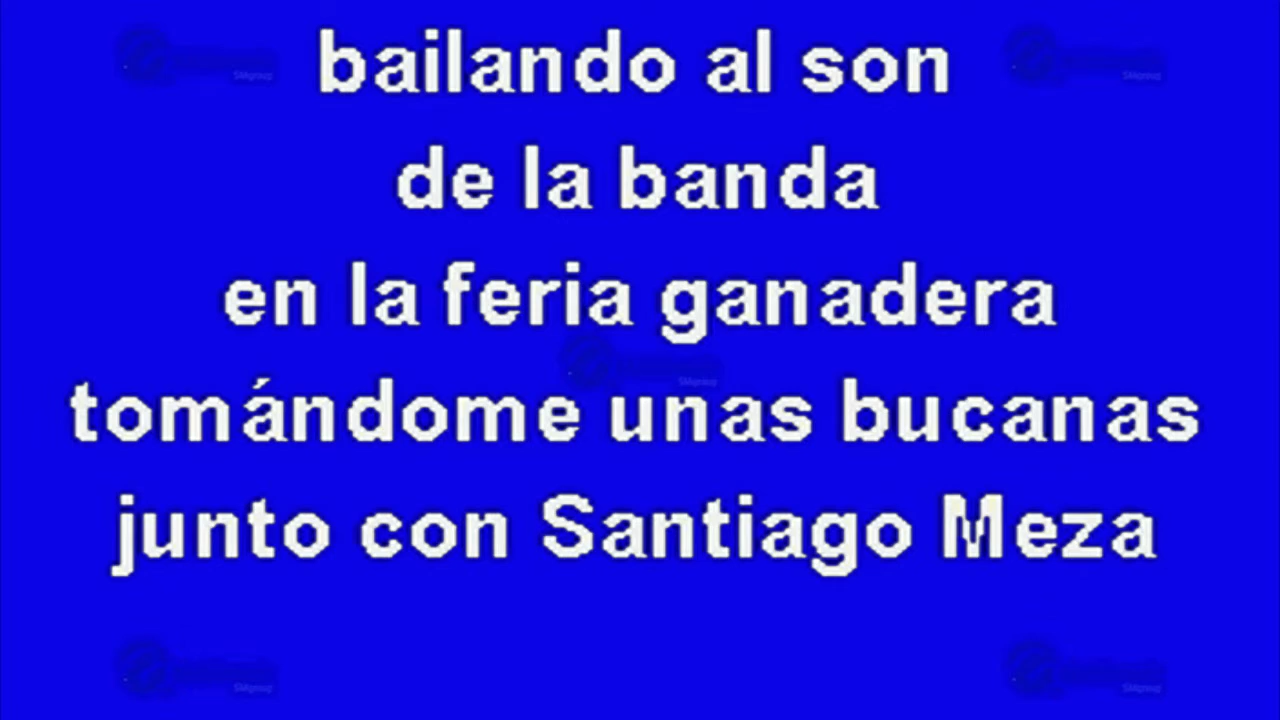 bailando al son
de la banda
en la feria ganadera
tomándome unas bucanas
junto con Santiago Meza